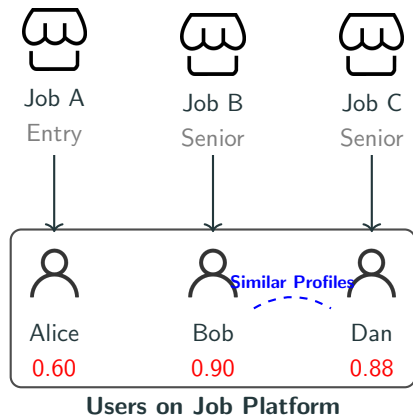 Job A
Job B
Job C
Entry
Senior
Senior
Similar Profiles
Alice
Bob
Dan
0.60
0.90
0.88
Users on Job Platform